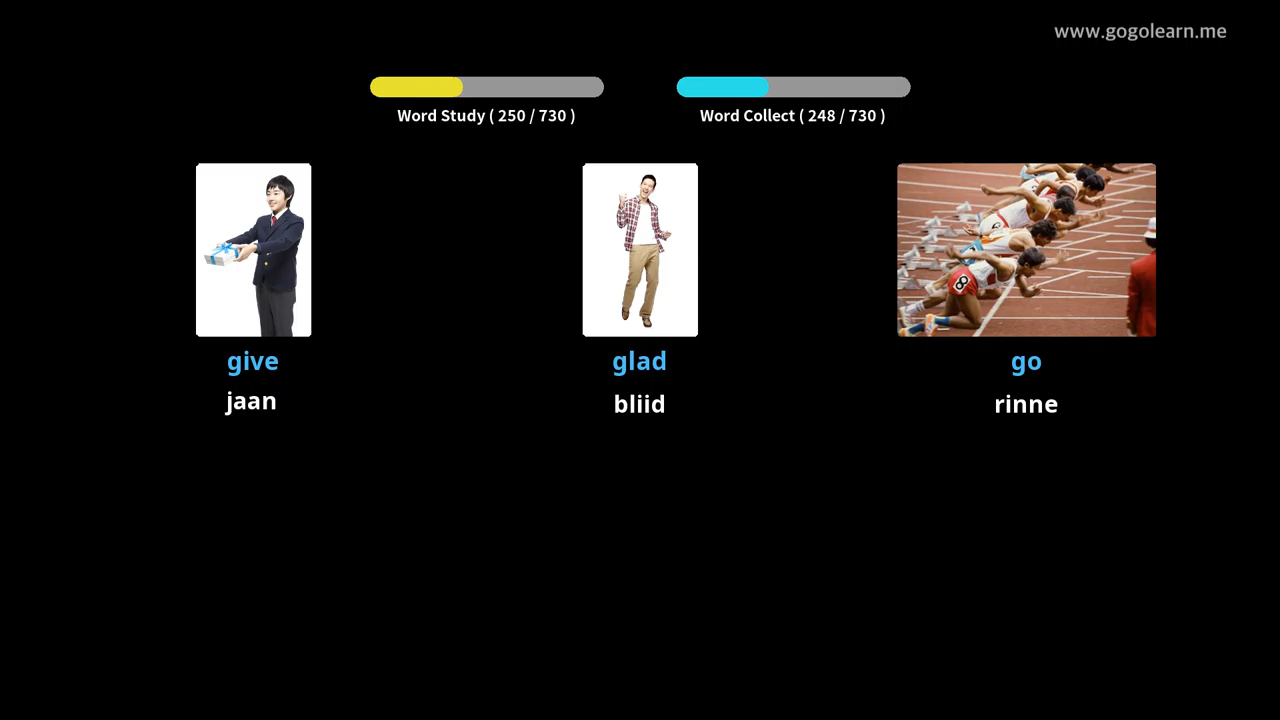 www.gogolearn.me
Word Study ( 250 / 730 )
Word Collect ( 248 / 730 )
give
glad
go
jaan
bliid
rinne